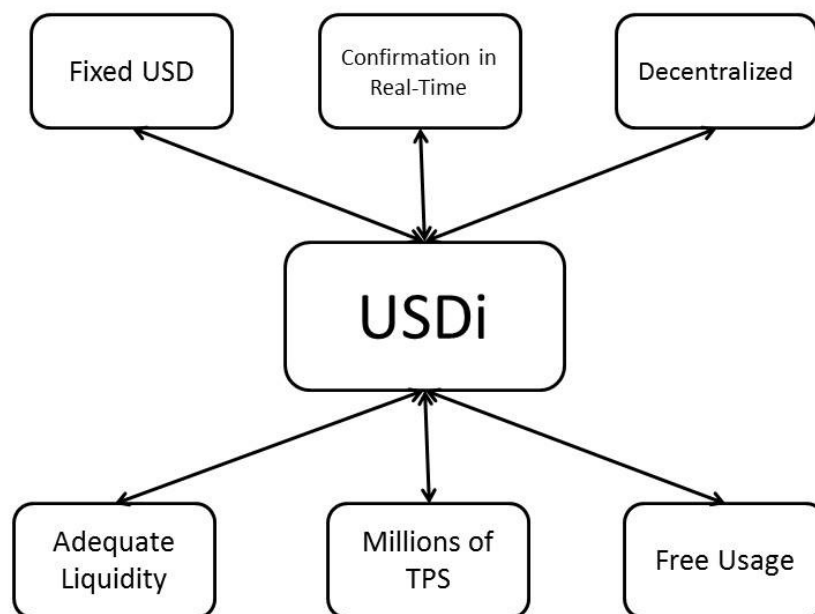 Fixed USD
Confirmation in
Real-Time
Decentralized
USDi
Adequate
Liquidity
Millions of
TPS
Free Usage